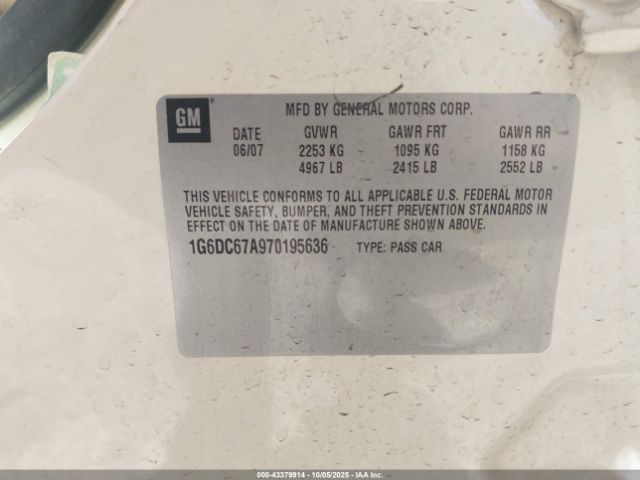 GM
MFD BY GENERAL MOTORS CORP.
DATE GVWR GAWR FRT GAWR RR
06/07 2253 KG 1095 KG 1158 KG
4967 LB 2415 LB 2552 LB
THIS VEHICLE CONFORMS TO ALL APPLICABLE U.S. FEDERAL MOTOR
VEHICLE SAFETY, BUMPER, AND THEFT PREVENTION STANDARDS IN
EFFECT ON THE DATE OF MANUFACTURE SHOWN ABOVE.
1G6DC67A970195636 TYPE: PASS CAR
000-43379914 * 10/05/2025 * IAAI, Inc.